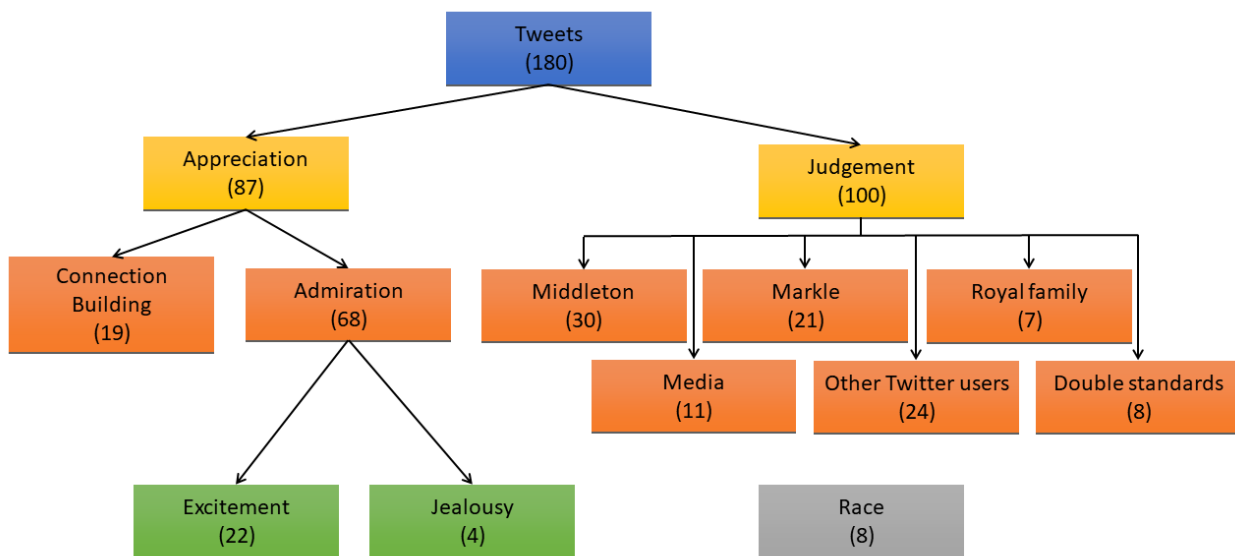 Tweets
(180)
Appreciation
(87)
Judgement
(100)
Connection
Building
(19)
Admiration
(68)
Middleton
(30)
Markle
(21)
Royal family
(7)
Media
(11)
Other Twitter users
(24)
Double standards
(8)
Excitement
(22)
Jealousy
(4)
Race
(8)